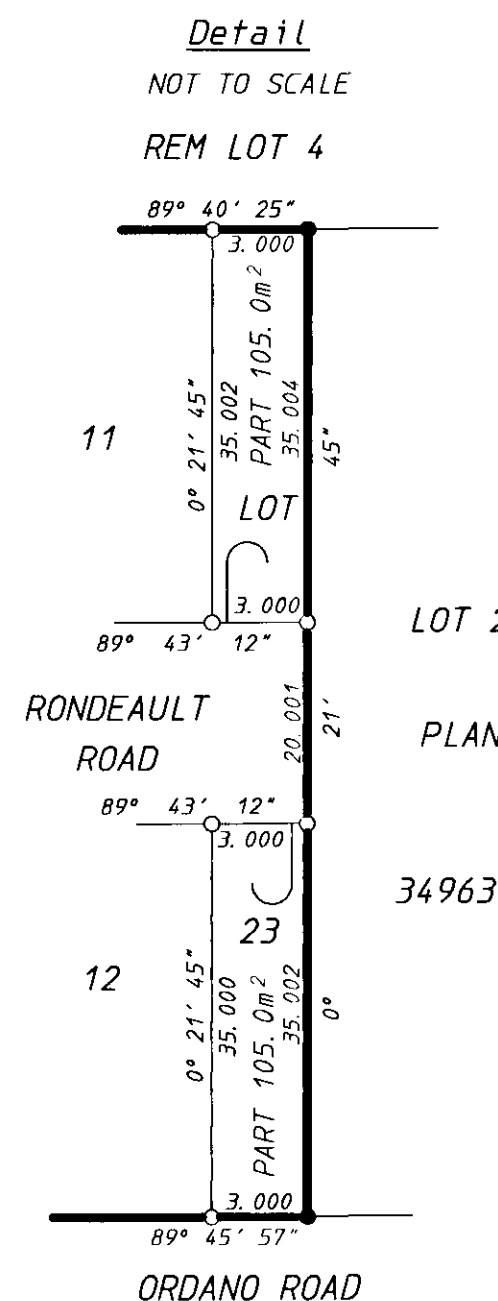 Detail
NOT TO SCALE
REM LOT 4
89° 40' 25"
3.000
0° 21' 45"
35.002
PART 105.0m²
35.004
45"
11
LOT
3.000
89° 43' 12"
LOT 2
RONDEAULT
ROAD
20.001
21'
PLAN
89° 43' 12"
3.000
34963
23
12
0° 21' 45"
35.000
PART 105.0m²
35.002
0°
3.000
89° 45' 57"
ORDANO ROAD